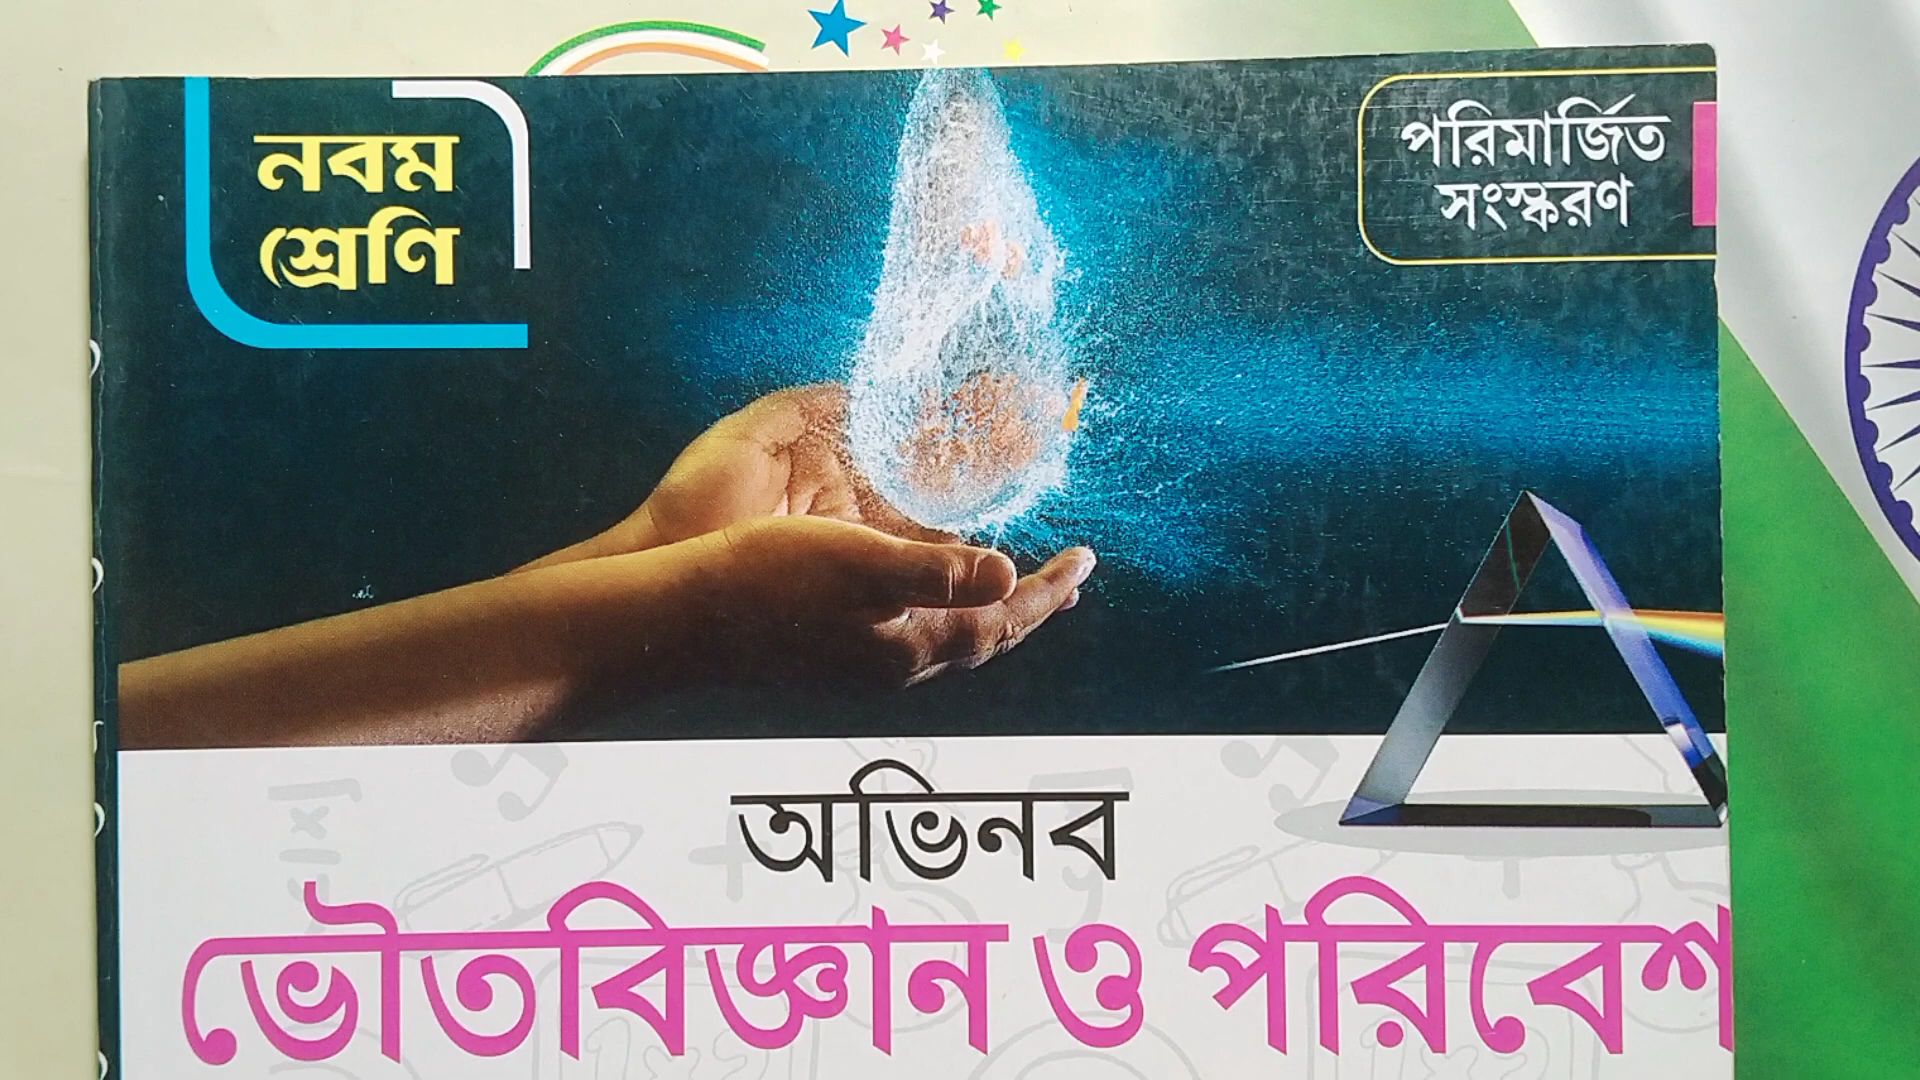 নবম
শ্রেণি
পরিমার্জিত
সংস্করণ
অভিনব
ভৌতবিজ্ঞান ও পরিবেশ